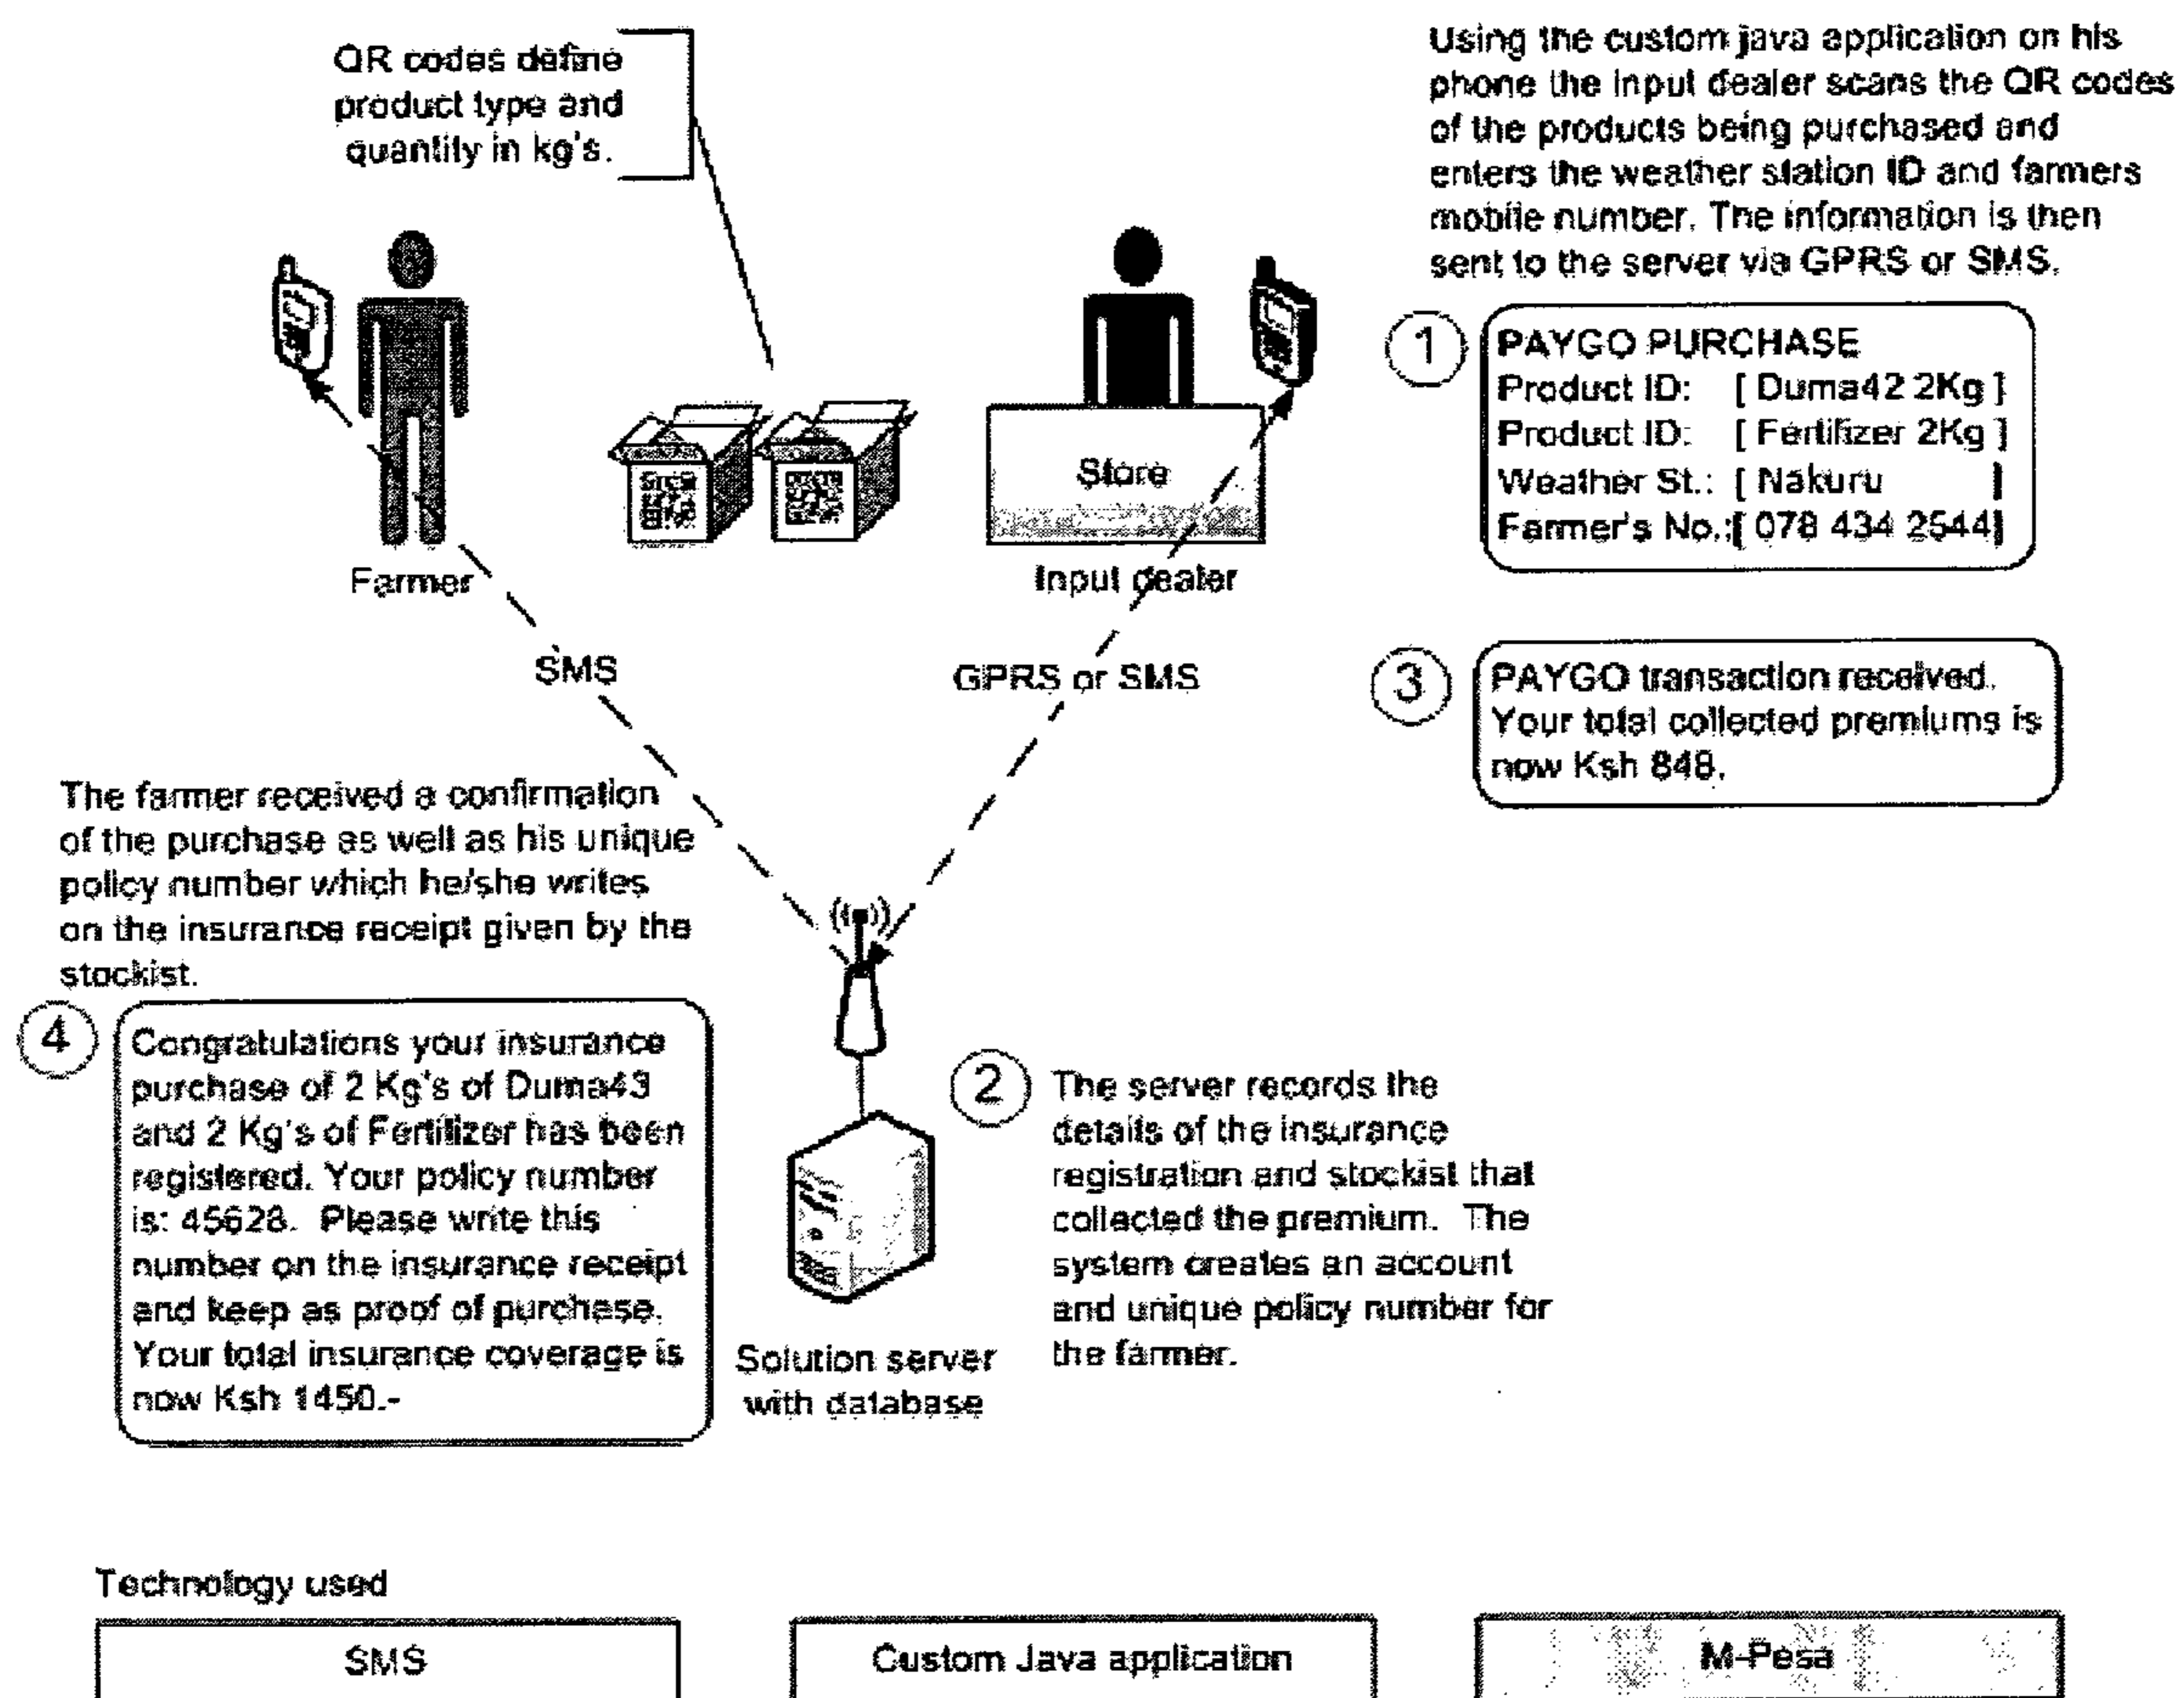 QR codes define
product type and
quantity in kg's.
Using the custom java application on his
phone the input dealer scans the QR codes
of the products being purchased and
enters the weather station ID and farmers
mobile number. The information is then
sent to the server via GPRS or SMS.
1
PAYGO PURCHASE
Product ID: [ Duma42 2Kg ]
Product ID: [ Fertilizer 2Kg ]
Weather St.: [ Nakuru ]
Farmer's No.:[ 078 434 2544]
Store
Farmer
Input dealer
SMS
GPRS or SMS
3
PAYGO transaction received.
Your total collected premiums is
now Ksh 848.
The farmer received a confirmation
of the purchase as well as his unique
policy number which he/she writes
on the insurance receipt given by the
stockist.
4
Congratulations your insurance
purchase of 2 Kg's of Duma43
and 2 Kg's of Fertilizer has been
registered. Your policy number
is: 45628. Please write this
number on the insurance receipt
and keep as proof of purchase.
Your total insurance coverage is
now Ksh 1450.-
2
The server records the
details of the insurance
registration and stockist that
collected the premium. The
system creates an account
and unique policy number for
the farmer.
Solution server
with database
Technology used
SMS
Custom Java application
M-Pesa